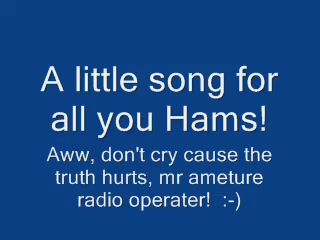 A little song for
all you Hams!
Aww, don't cry cause the
truth hurts, mr ameture
radio operater!  :-)